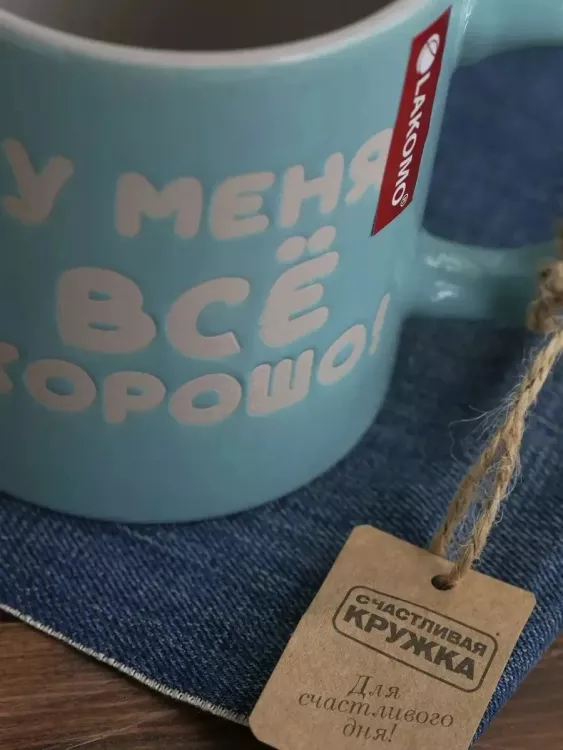 LAKOMO®
У МЕНЯ
ВСЁ
ХОРОШО!
СЧАСТЛИВАЯ
КРУЖКА
Для
счастливого
дня!